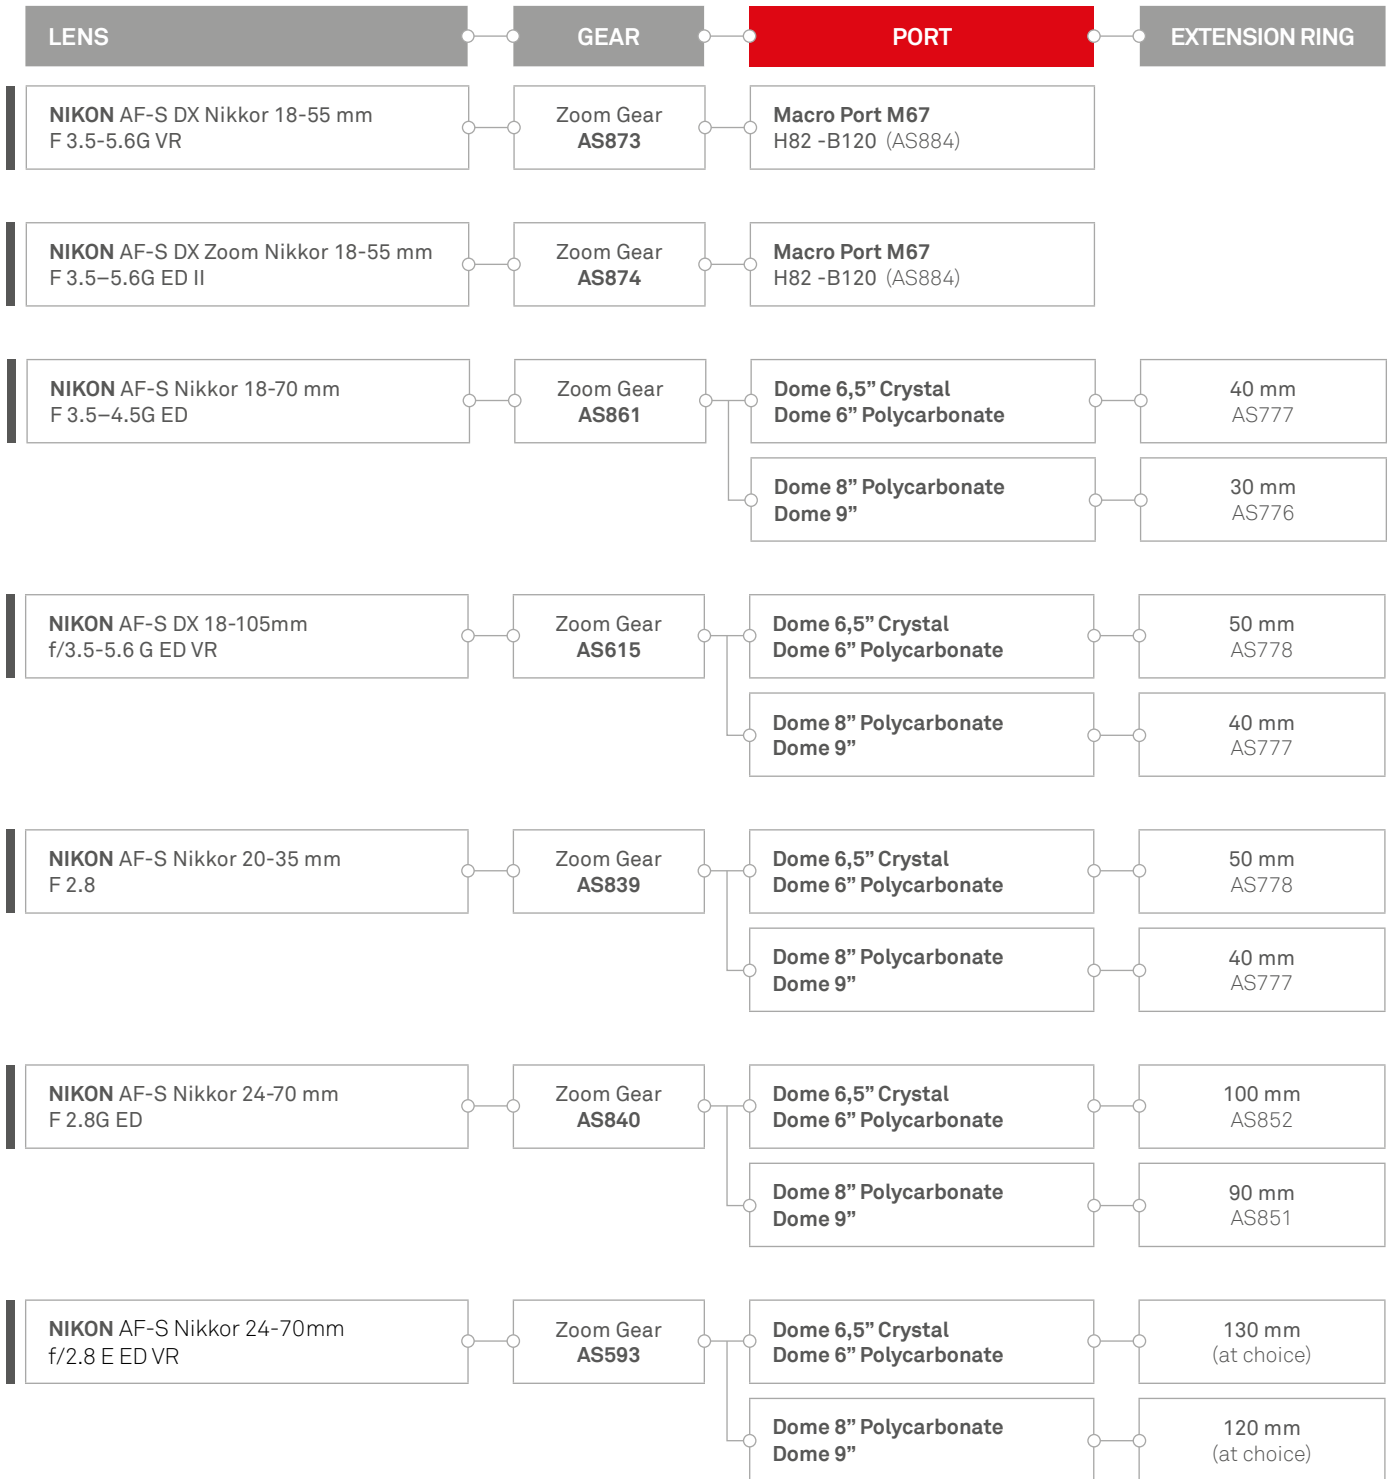 LENS GEAR PORT EXTENSION RING
NIKON AF-S DX Nikkor 18-55 mm
F 3.5-5.6G VR
Zoom Gear
AS873
Macro Port M67
H82 -B120 (AS884)
NIKON AF-S DX Zoom Nikkor 18-55 mm
F 3.5–5.6G ED II
Zoom Gear
AS874
Macro Port M67
H82 -B120 (AS884)
NIKON AF-S Nikkor 18-70 mm
F 3.5–4.5G ED
Zoom Gear
AS861
Dome 6,5” Crystal
Dome 6” Polycarbonate
40 mm
AS777
Dome 8” Polycarbonate
Dome 9”
30 mm
AS776
NIKON AF-S DX 18-105mm
f/3.5-5.6 G ED VR
Zoom Gear
AS615
Dome 6,5” Crystal
Dome 6” Polycarbonate
50 mm
AS778
Dome 8” Polycarbonate
Dome 9”
40 mm
AS777
NIKON AF-S Nikkor 20-35 mm
F 2.8
Zoom Gear
AS839
Dome 6,5” Crystal
Dome 6” Polycarbonate
50 mm
AS778
Dome 8” Polycarbonate
Dome 9”
40 mm
AS777
NIKON AF-S Nikkor 24-70 mm
F 2.8G ED
Zoom Gear
AS840
Dome 6,5” Crystal
Dome 6” Polycarbonate
100 mm
AS852
Dome 8” Polycarbonate
Dome 9”
90 mm
AS851
NIKON AF-S Nikkor 24-70mm
f/2.8 E ED VR
Zoom Gear
AS593
Dome 6,5” Crystal
Dome 6” Polycarbonate
130 mm
(at choice)
Dome 8” Polycarbonate
Dome 9”
120 mm
(at choice)